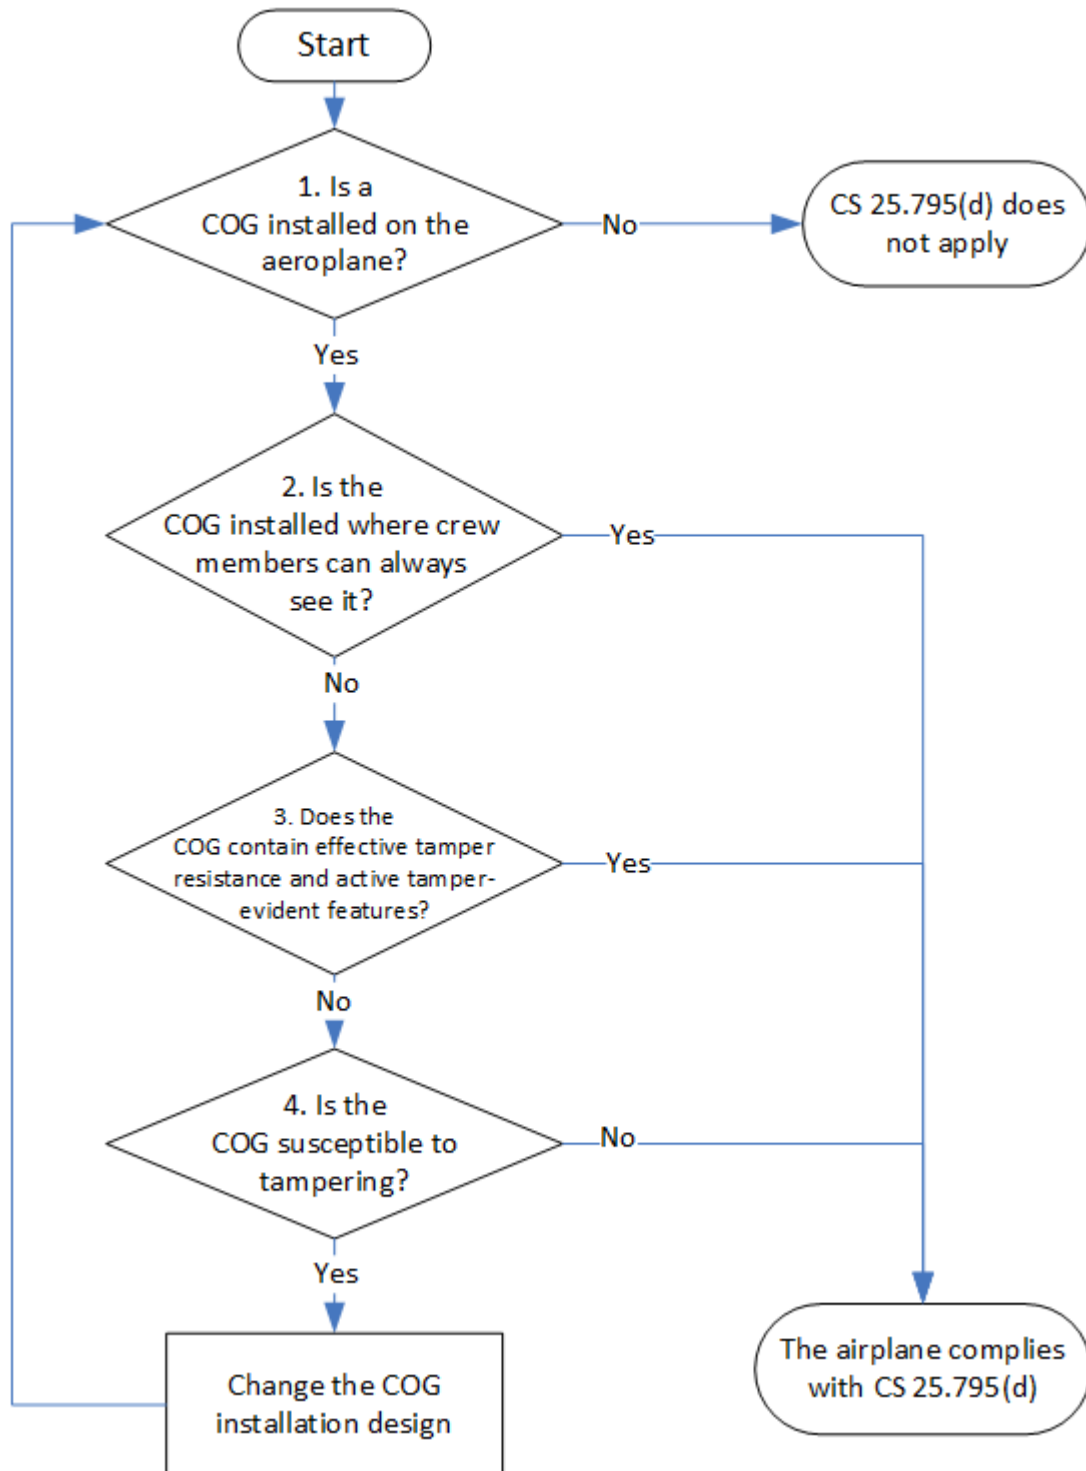 Start
1. Is a
COG installed on the
aeroplane?
No
CS 25.795(d) does
not apply
Yes
2. Is the
COG installed where crew
members can always
see it?
Yes
No
3. Does the
COG contain effective tamper
resistance and active tamper-
evident features?
Yes
No
4. Is the
COG susceptible to
tampering?
No
Yes
Change the COG
installation design
The airplane complies
with CS 25.795(d)